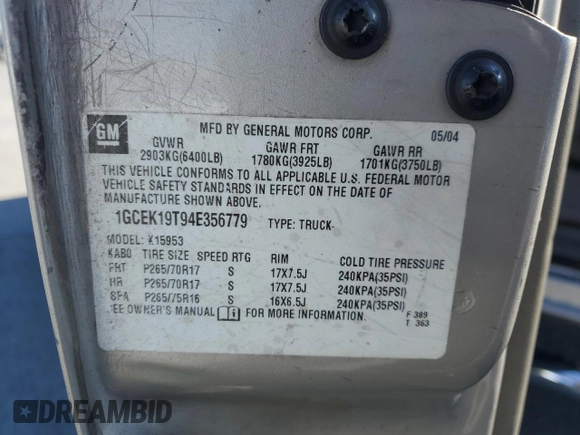 GM
MFD BY GENERAL MOTORS CORP. 05/04
GVWR GAWR FRT GAWR RR
2903KG(6400LB) 1780KG(3925LB) 1701KG(3750LB)
THIS VEHICLE CONFORMS TO ALL APPLICABLE U.S. FEDERAL MOTOR
VEHICLE SAFETY STANDARDS IN EFFECT ON THE DATE OF
MANUFACTURE SHOWN ABOVE.
1GCEK19T94E356779 TYPE: TRUCK
MODEL: K15953
KABO TIRE SIZE SPEED RTG RIM COLD TIRE PRESSURE
FRT P265/70R17 S 17X7.5J 240KPA(35PSI)
RR P265/70R17 S 17X7.5J 240KPA(35PSI)
SPA P265/75R16 S 16X6.5J 240KPA(35PSI)
SEE OWNER'S MANUAL FOR MORE INFORMATION.
F 389
T 363
DREAMBID